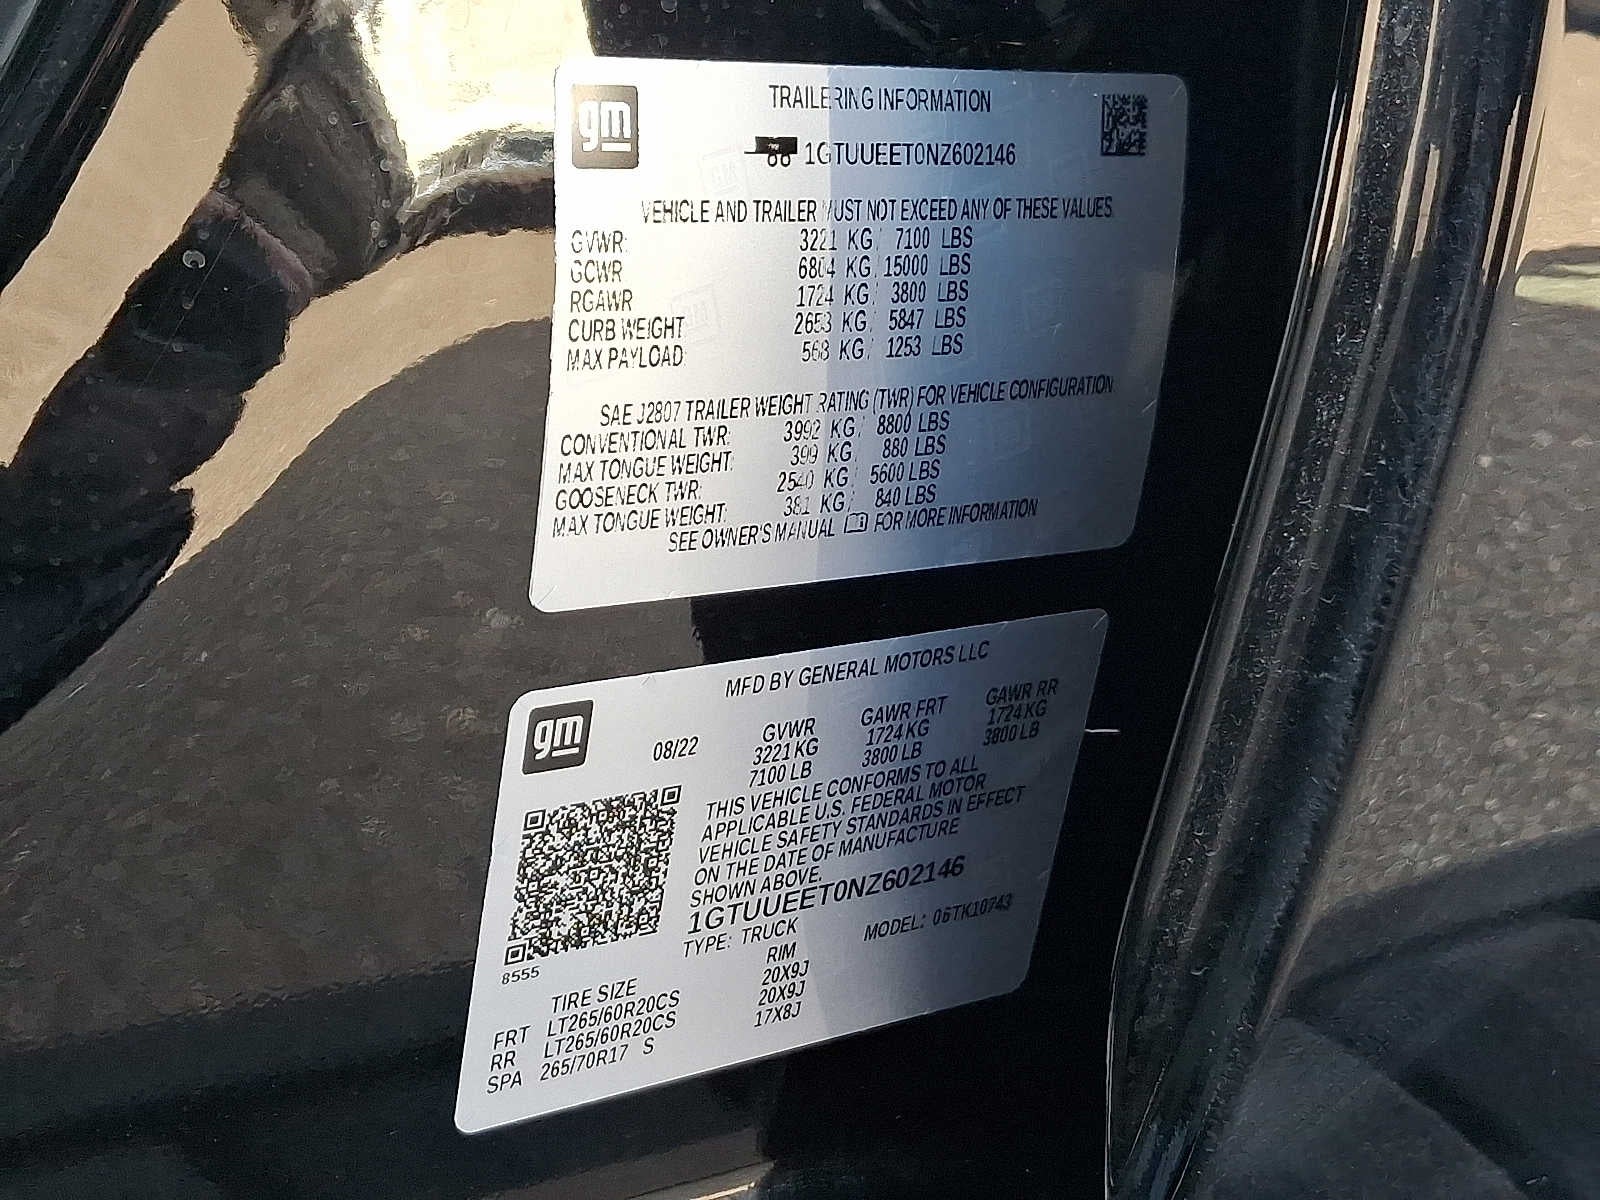 gm
TRAILERING INFORMATION
1GTUUEET0NZ602146
VEHICLE AND TRAILER MUST NOT EXCEED ANY OF THESE VALUES
GVWR: 3221 KG/ 7100 LBS
GCWR 6804 KG/ 15000 LBS
RGAWR 1724 KG/ 3800 LBS
CURB WEIGHT 2653 KG/ 5847 LBS
MAX PAYLOAD 568 KG/ 1253 LBS
SAE J2807 TRAILER WEIGHT RATING (TWR) FOR VEHICLE CONFIGURATION
CONVENTIONAL TWR: 3992 KG/ 8800 LBS
MAX TONGUE WEIGHT: 399 KG/ 880 LBS
GOOSENECK TWR: 2540 KG/ 5600 LBS
MAX TONGUE WEIGHT: 381 KG/ 840 LBS
SEE OWNER'S MANUAL FOR MORE INFORMATION
gm
MFD BY GENERAL MOTORS LLC
08/22 GVWR GAWR FRT GAWR RR
3221 KG 1724 KG 1724 KG
7100 LB 3800 LB 3800 LB
THIS VEHICLE CONFORMS TO ALL
APPLICABLE U.S. FEDERAL MOTOR
VEHICLE SAFETY STANDARDS IN EFFECT
ON THE DATE OF MANUFACTURE
SHOWN ABOVE.
1GTUUEET0NZ602146
TYPE: TRUCK MODEL: 06TK10743
8555
TIRE SIZE RIM
FRT LT265/60R20CS 20X9J
RR LT265/60R20CS 20X9J
SPA 265/70R17 S 17X8J